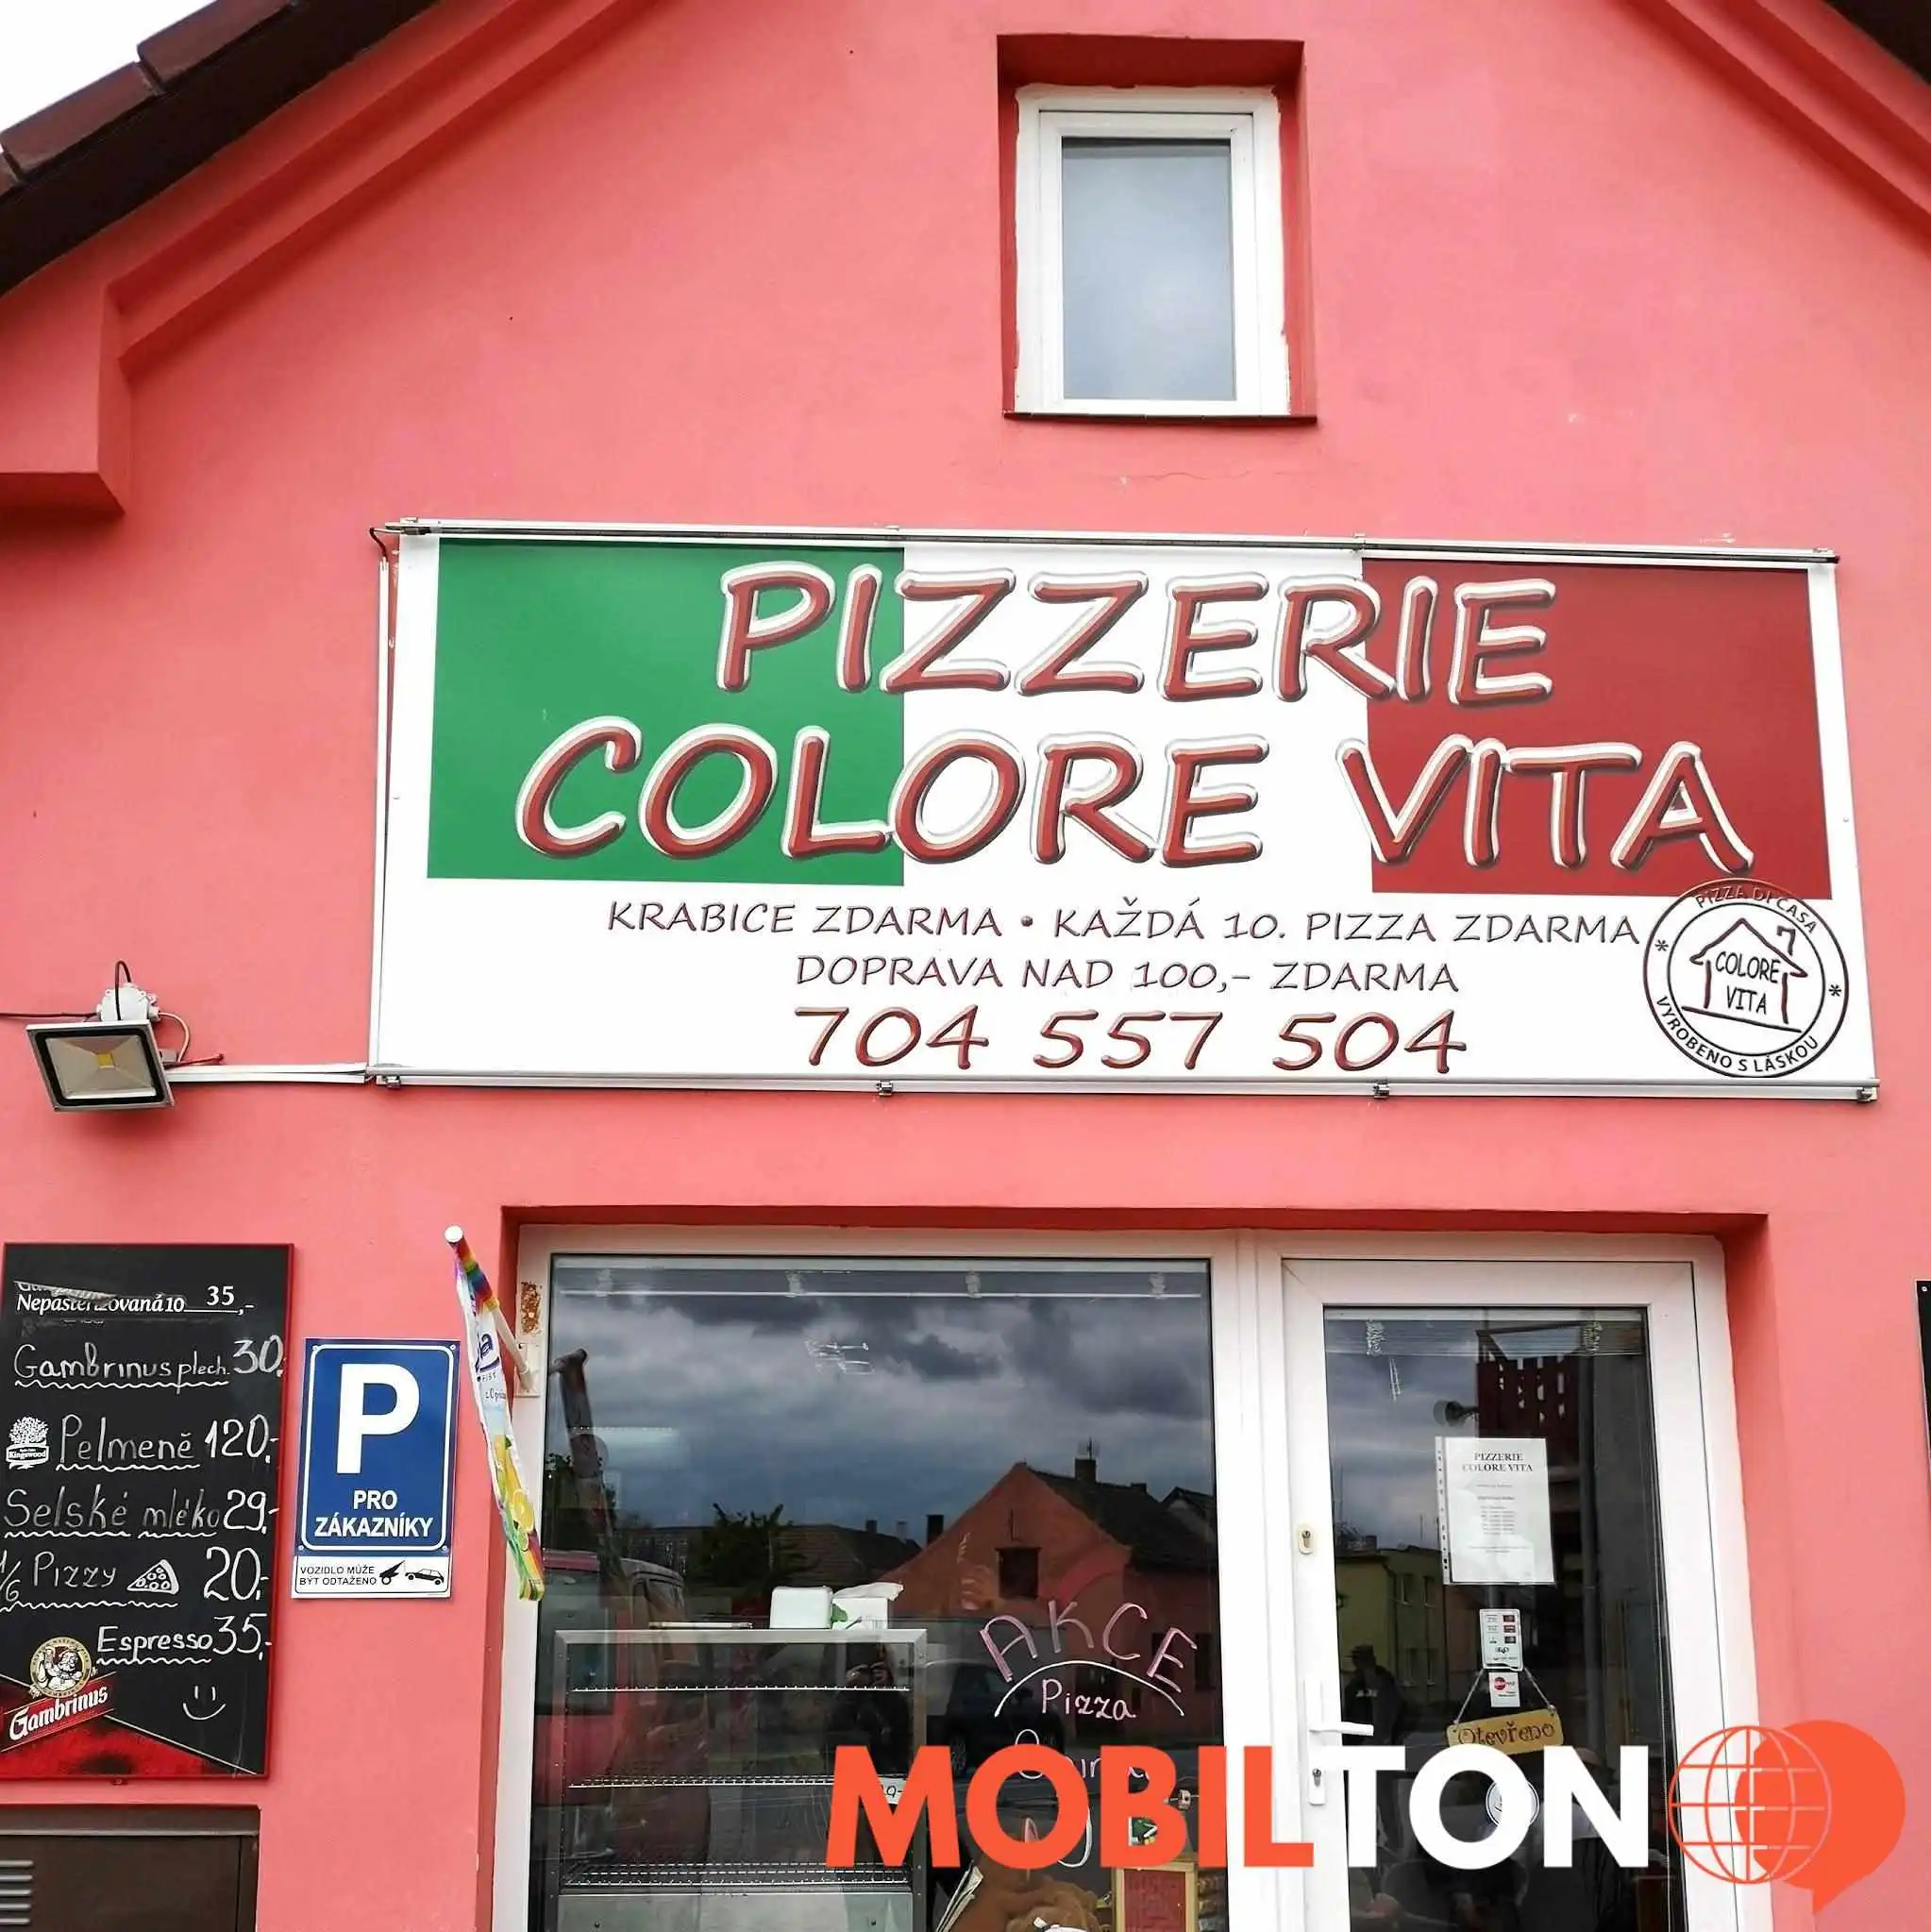 PIZZERIE
COLORE VITA
KRABICE ZDARMA • KAŽDÁ 10. PIZZA ZDARMA
DOPRAVA NAD 100,- ZDARMA
704 557 504
PIZZA DI CASA
COLORE
VITA
VYROBENO S LÁSKOU
35,-
Gambrinus plech. 30,-
Kingswood
Pelmeně 120,-
Selské mléko 29,-
1/6 Pizzy 20,-
Espresso 35,-
Gambrinus
P
PRO
ZÁKAZNÍKY
VOZIDLO MŮŽE
BÝT ODTAŽENO
AKCE
Pizza
PIZZERIE
COLORE VITA
Otevřeno
MOBILTON